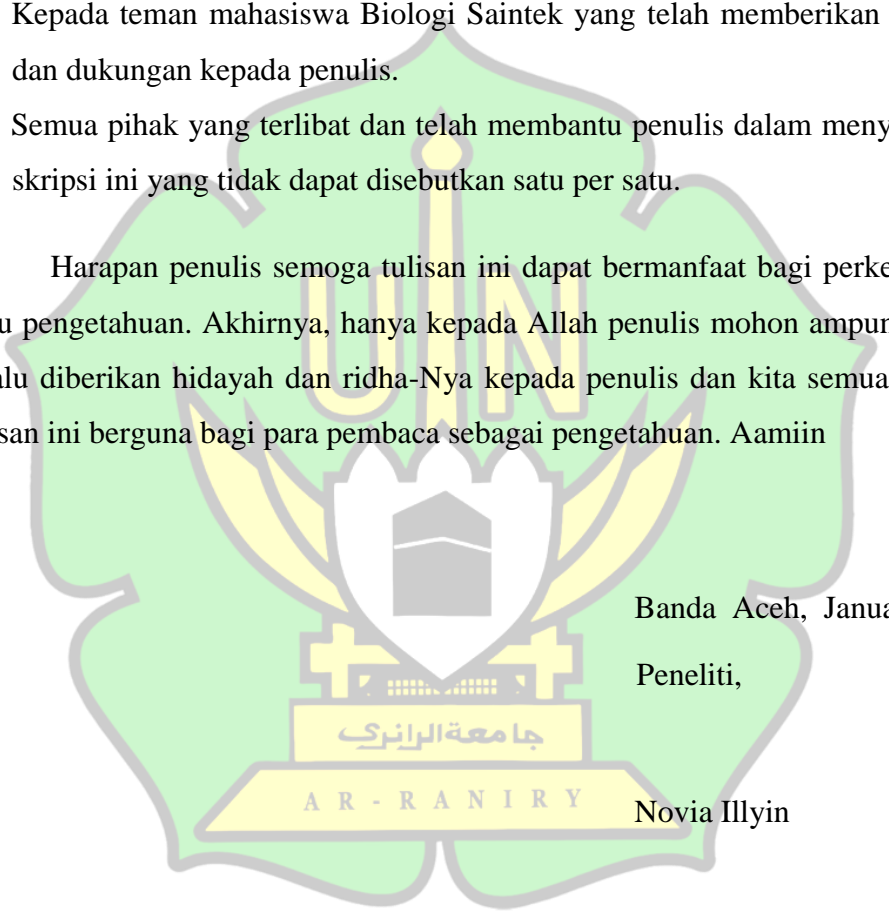 Kepada teman mahasiswa Biologi Saintek yang telah memberikan
dan dukungan kepada penulis.
Semua pihak yang terlibat dan telah membantu penulis dalam meny
skripsi ini yang tidak dapat disebutkan satu per satu.
Harapan penulis semoga tulisan ini dapat bermanfaat bagi perke
u pengetahuan. Akhirnya, hanya kepada Allah penulis mohon ampun
alu diberikan hidayah dan ridha-Nya kepada penulis dan kita semua
san ini berguna bagi para pembaca sebagai pengetahuan. Aamiin
UIN
Banda Aceh, Janua
Peneliti,
جامعة الرانري
AR-RANIRY
Novia Illyin